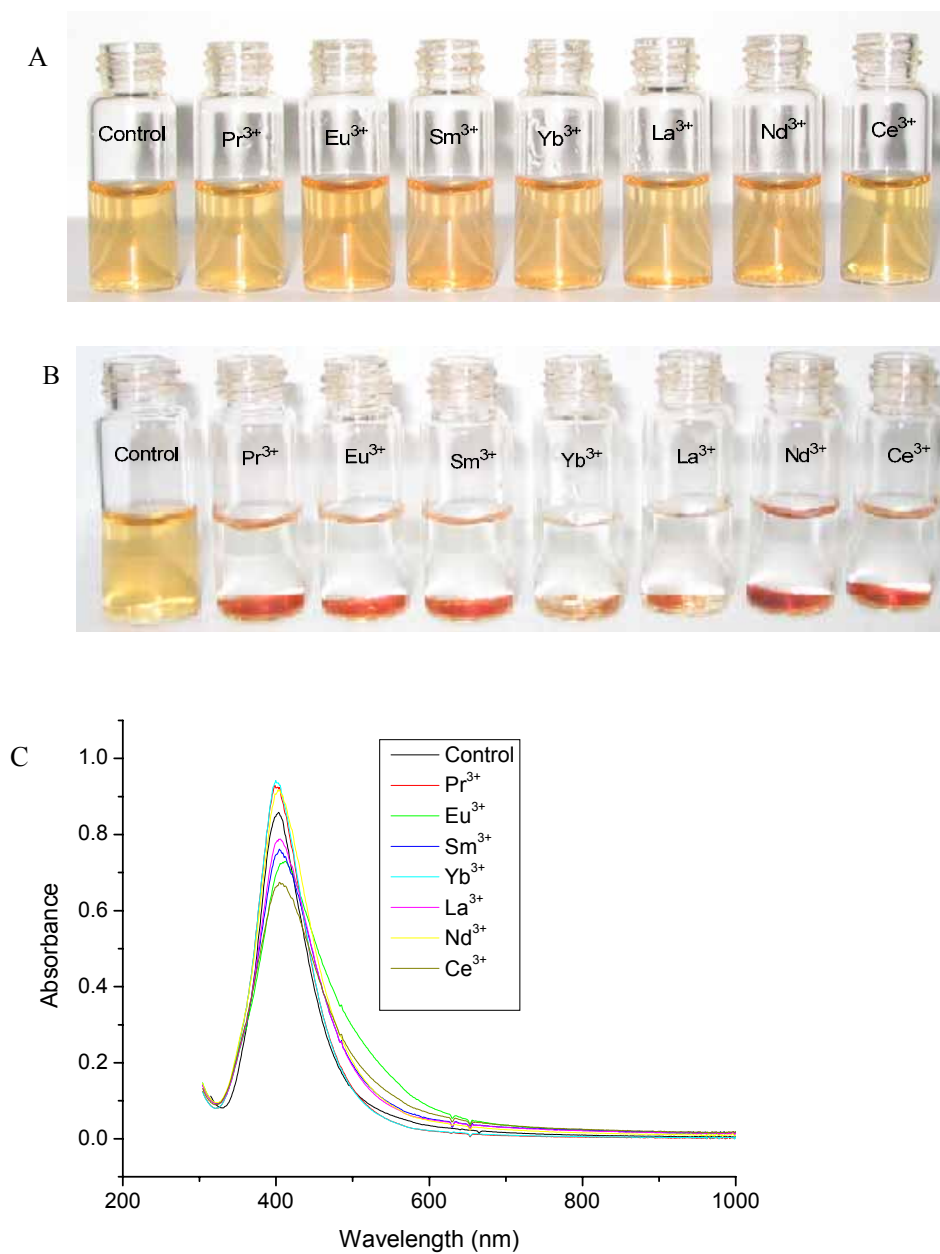 A
Control Pr³⁺ Eu³⁺ Sm³⁺ Yb³⁺ La³⁺ Nd³⁺ Ce³⁺
B
Control Pr³⁺ Eu³⁺ Sm³⁺ Yb³⁺ La³⁺ Nd³⁺ Ce³⁺
C
1.0
0.8
0.6
0.4
0.2
0.0
Absorbance
Control
Pr³⁺
Eu³⁺
Sm³⁺
Yb³⁺
La³⁺
Nd³⁺
Ce³⁺
200 400 600 800 1000
Wavelength (nm)